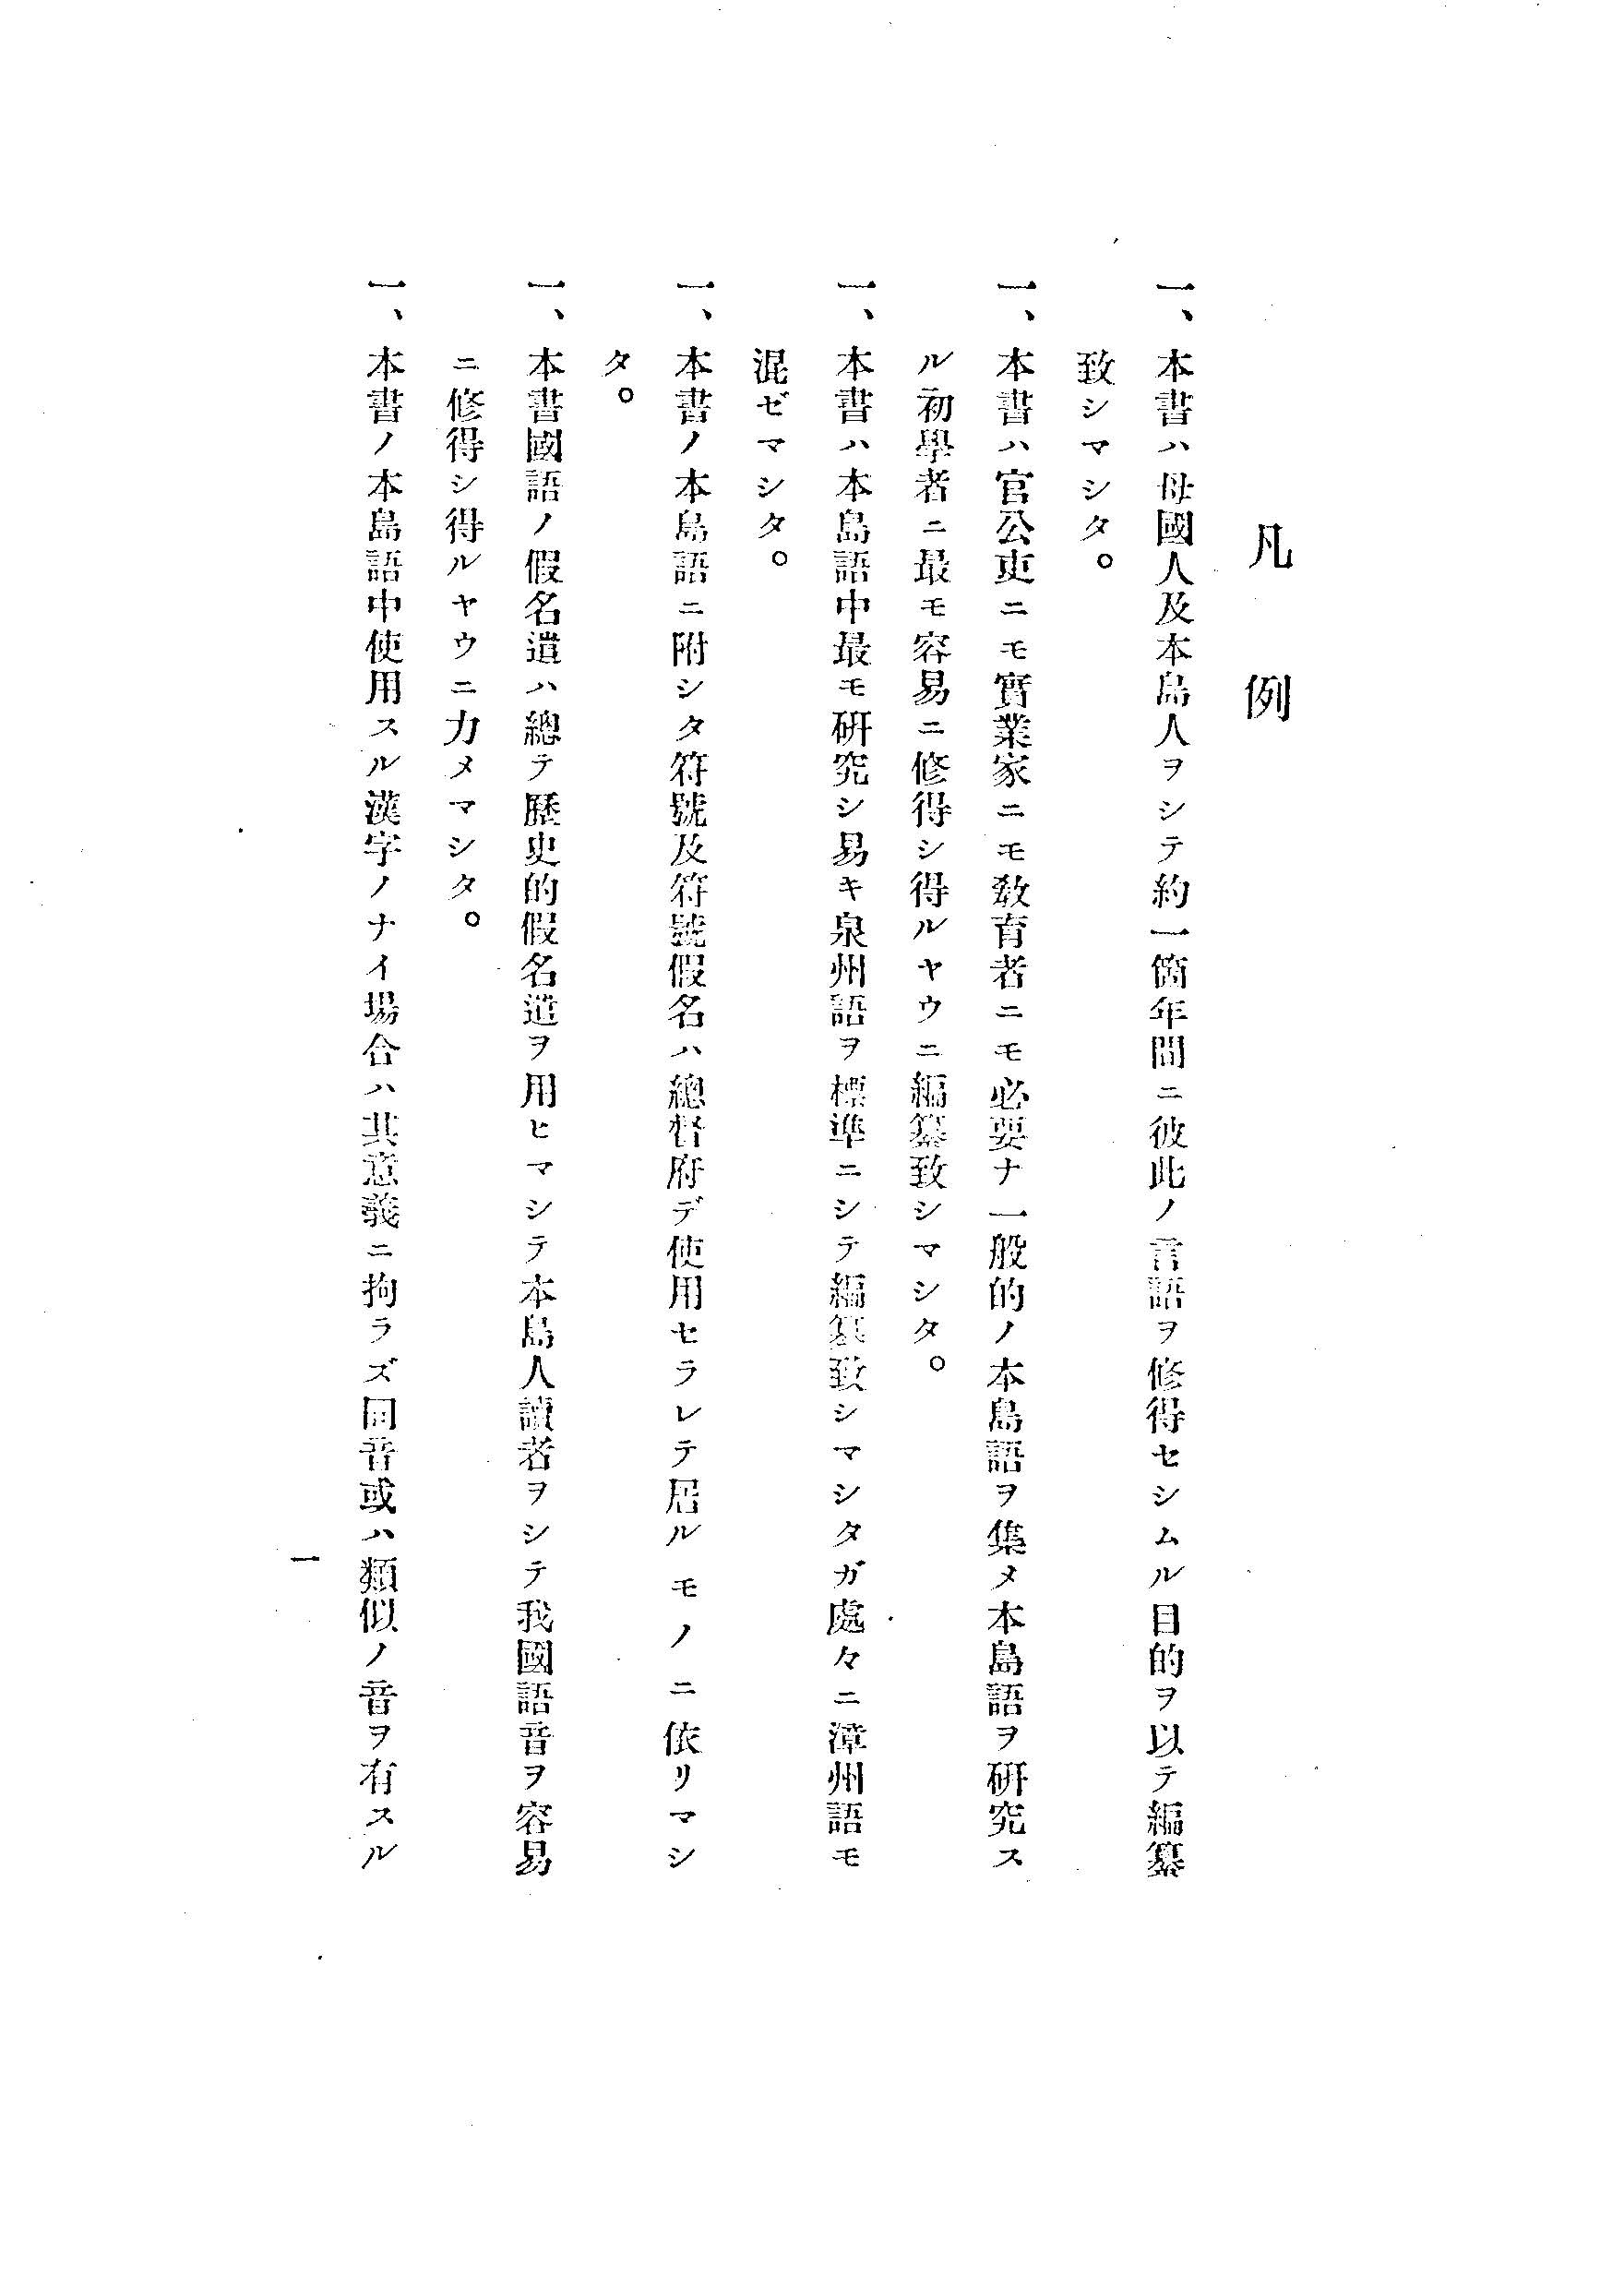 凡例
一、本書ハ母國人及本島人ヲシテ約一箇年間ニ彼此ノ言語ヲ修得セシムル目的ヲ以テ編纂
致シマシタ。
一、本書ハ官公吏ニモ實業家ニモ敎育者ニモ必要ナ一般的ノ本島語ヲ集メ本島語ヲ硏究ス
ル初學者ニ最モ容易ニ修得シ得ルヤウニ編纂致シマシタ。
一、本書ハ本島語中最モ硏究シ易キ泉州語ヲ標準ニシテ編纂致シマシタガ處々ニ漳州語モ
混ゼマシタ。
一、本書ノ本島語ニ附シタ符號及符號假名ハ總督府デ使用セラレテ居ルモノニ依リマシ
タ。
一、本書國語ノ假名遣ハ總テ歷史的假名遣ヲ用ヒマシテ本島人讀者ヲシテ我國語音ヲ容易
ニ修得シ得ルヤウニ力メマシタ。
一、本書ノ本島語中使用スル漢字ノナイ場合ハ其意義ニ拘ラズ同音或ハ類似ノ音ヲ有スル
一